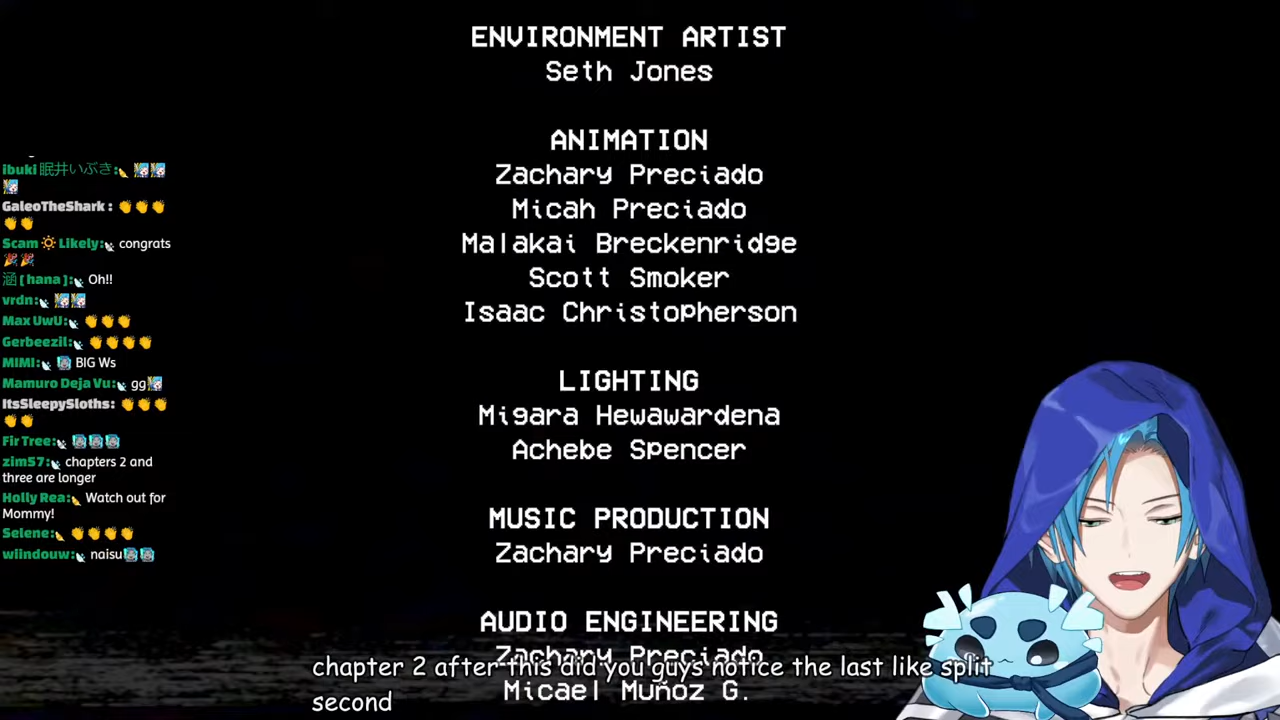 ENVIRONMENT ARTIST
Seth Jones
ANIMATION
Zachary Preciado
Micah Preciado
Malakai Breckenridge
Scott Smoker
Isaac Christopherson
LIGHTING
Migara Hewawardena
Achebe Spencer
MUSIC PRODUCTION
Zachary Preciado
AUDIO ENGINEERING
Zachary Preciado
Micael Muñoz G.
ibuki 眠井いぶき:
GaleoTheShark : 👏👏👏
👏👏
Scam 🔆 Likely: congrats
🎉🎉
涵 [ hana ]: Oh!!
vrdn:
Max UwU: 👏👏👏
Gerbeezil: 👏👏👏👏
MIMI: BIG Ws
Mamuro Deja Vu: gg
ItsSleepySloths: 👏👏👏
👏👏
Fir Tree:
zim57: chapters 2 and
three are longer
Holly Rea: Watch out for
Mommy!
Selene: 👏👏👏👏
wiindouw: naisu
chapter 2 after this did you guys notice the last like split
second